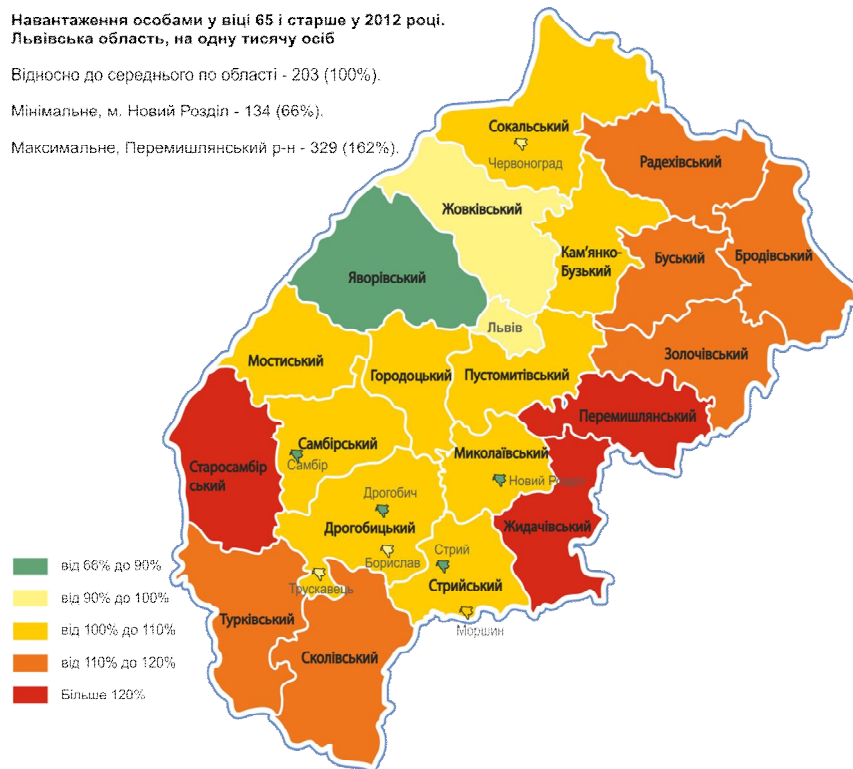 Навантаження особами у віці 65 і старше у 2012 році.
Львівська область, на одну тисячу осіб
Відносно до середнього по області - 203 (100%).
Мінімальне, м. Новий Розділ - 134 (66%).
Максимальне, Перемишлянський р-н - 329 (162%).
Сокальський
Червоноград
Радехівський
Жовківський
Кам'янко-
Бузький
Буський
Бродівський
Яворівський
Львів
Мостиський
Городоцький
Пустомитівський
Золочівський
Перемишлянський
Самбірський
Самбір
Старосамбір
ський
Миколаївський
Новий Розділ
Дрогобич
Дрогобицький
Борислав
Стрий
Жидачівський
Трускавець
Стрийський
Моршин
Турківський
Сколівський
від 66% до 90%
від 90% до 100%
від 100% до 110%
від 110% до 120%
Більше 120%